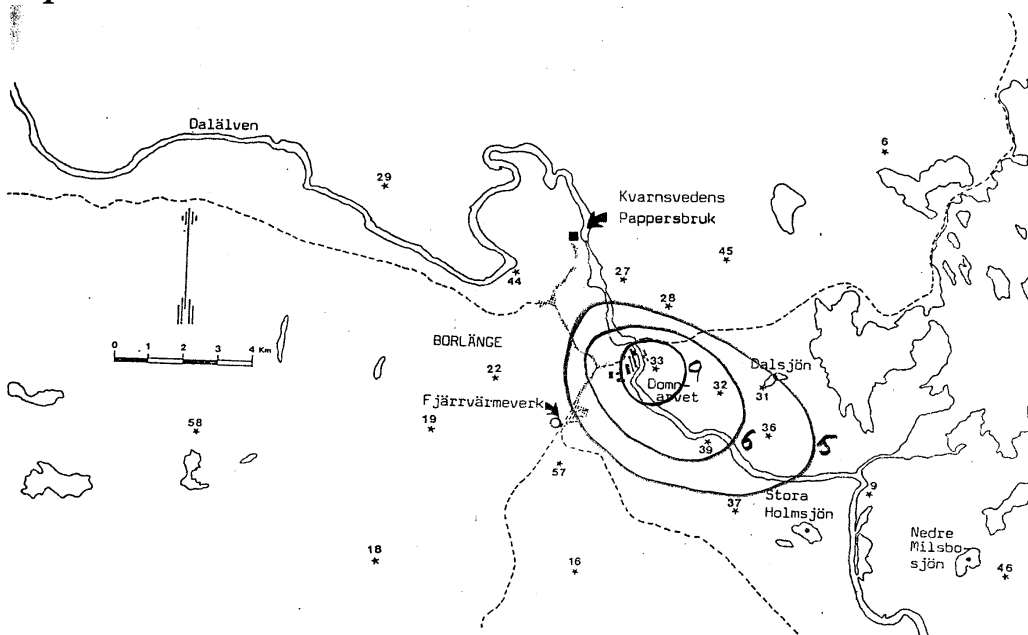 6
Dalälven
29
Kvarnsvedens
Pappersbruk
45
44
27
28
0 1 2 3 4 Km
BORLÄNGE
33
9
Dalsjön
22
Domn-
arvet
32
31
Fjärrvärmeverk
58
19
36
39
6
5
57
9
37
Stora
Holmsjön
Nedre
Milsbo-
sjön
18
16
46